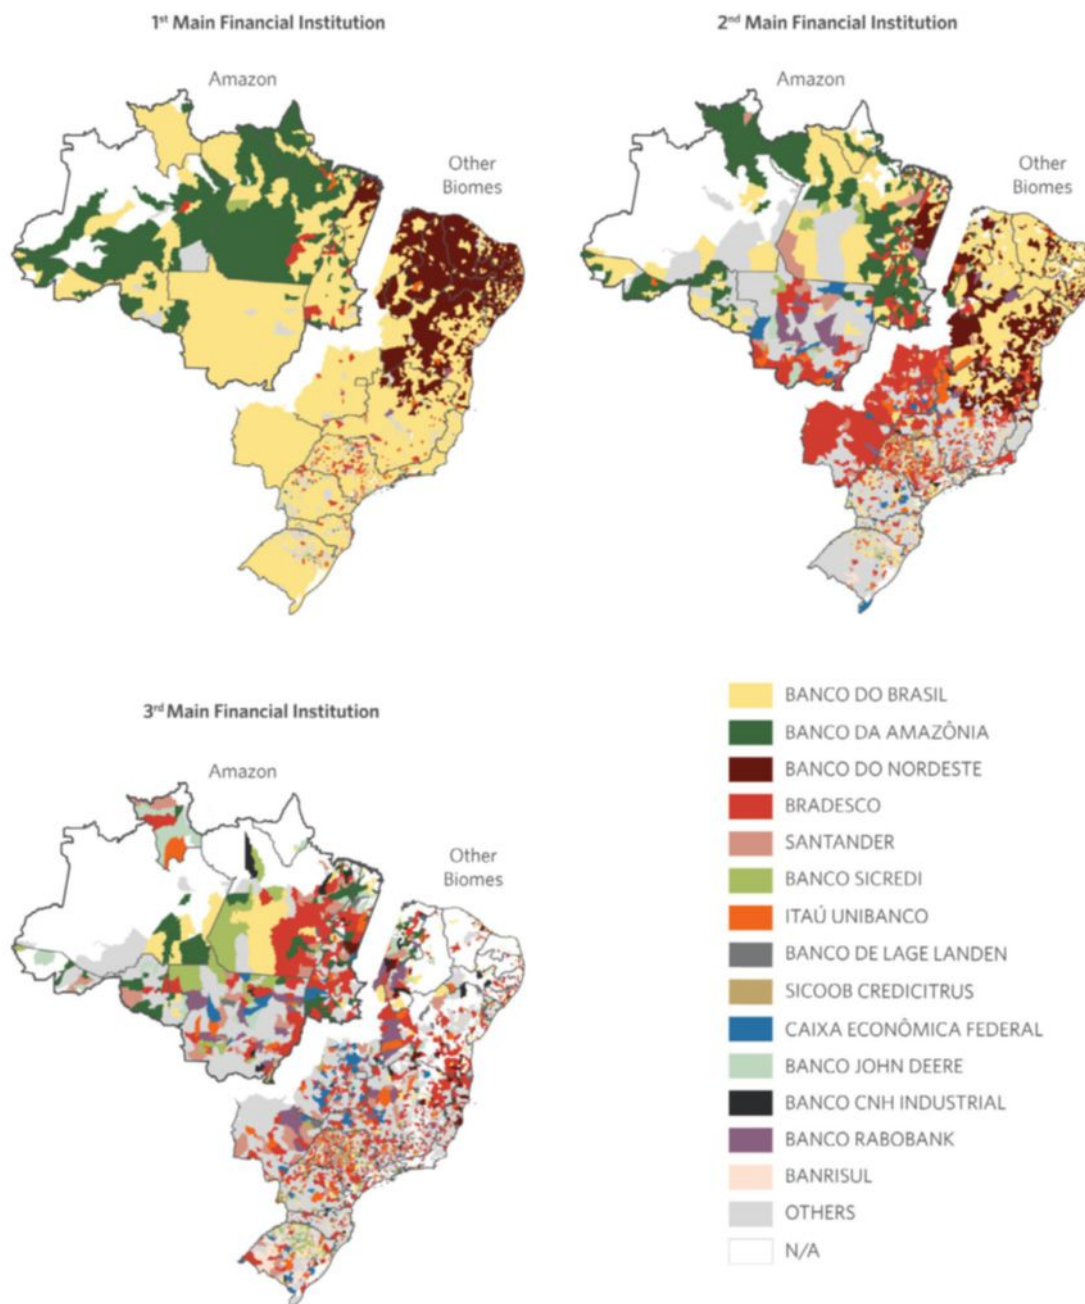 1st Main Financial Institution
2nd Main Financial Institution
Amazon
Other
Biomes
Amazon
Other
Biomes
3rd Main Financial Institution
Amazon
Other
Biomes
BANCO DO BRASIL
BANCO DA AMAZÔNIA
BANCO DO NORDESTE
BRADESCO
SANTANDER
BANCO SICREDI
ITAÚ UNIBANCO
BANCO DE LAGE LANDEN
SICOOB CREDICITRUS
CAIXA ECONÔMICA FEDERAL
BANCO JOHN DEERE
BANCO CNH INDUSTRIAL
BANCO RABOBANK
BANRISUL
OTHERS
N/A